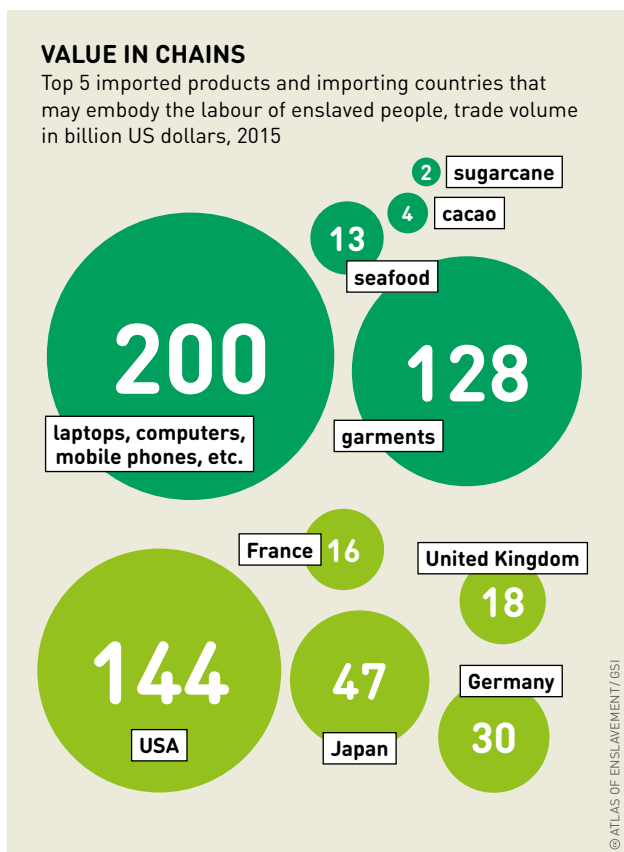 VALUE IN CHAINS
Top 5 imported products and importing countries that
may embody the labour of enslaved people, trade volume
in billion US dollars, 2015
2 sugarcane
4 cacao
13
seafood
200
laptops, computers,
mobile phones, etc.
128
garments
France 16
United Kingdom
18
144
USA
47
Japan
Germany
30
© ATLAS OF ENSLAVEMENT / GSI